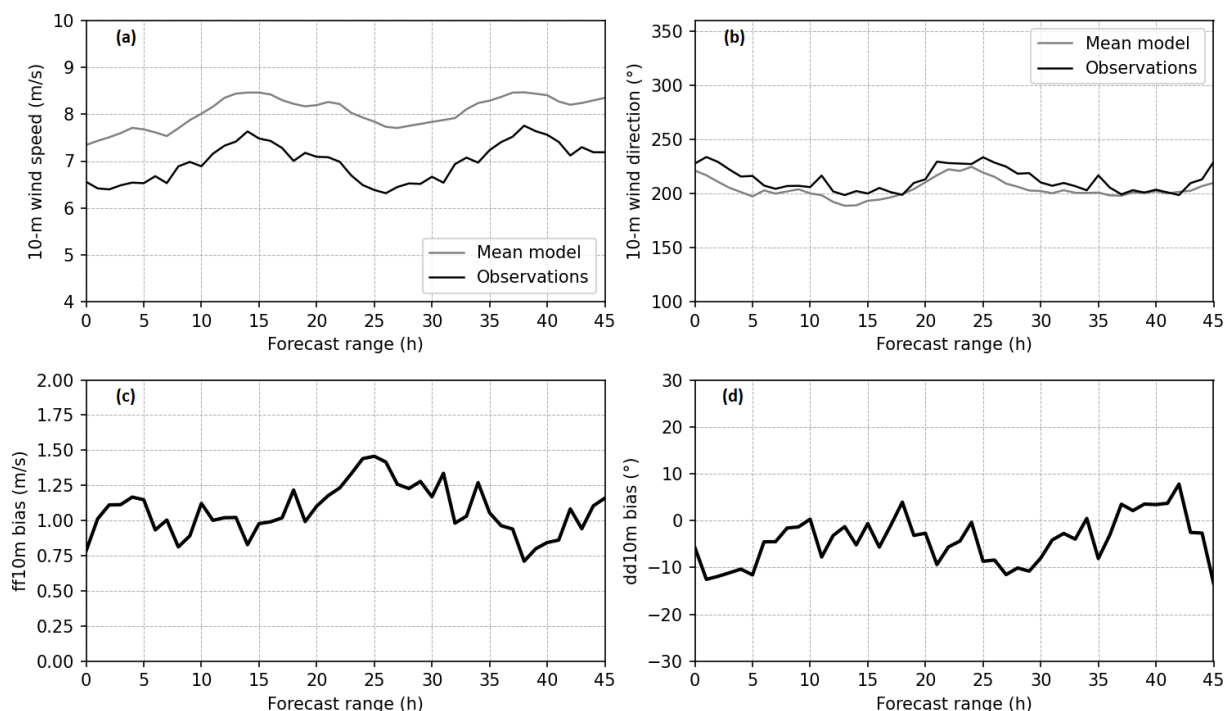 (a)
10-m wind speed (m/s)
10
9
8
7
6
5
4
Mean model
Observations
0 5 10 15 20 25 30 35 40 45
Forecast range (h)
(b)
10-m wind direction (°)
350
300
250
200
150
100
Mean model
Observations
0 5 10 15 20 25 30 35 40 45
Forecast range (h)
(c)
ff10m bias (m/s)
2.00
1.75
1.50
1.25
1.00
0.75
0.50
0.25
0.00
0 5 10 15 20 25 30 35 40 45
Forecast range (h)
(d)
dd10m bias (°)
30
20
10
0
−10
−20
−30
0 5 10 15 20 25 30 35 40 45
Forecast range (h)